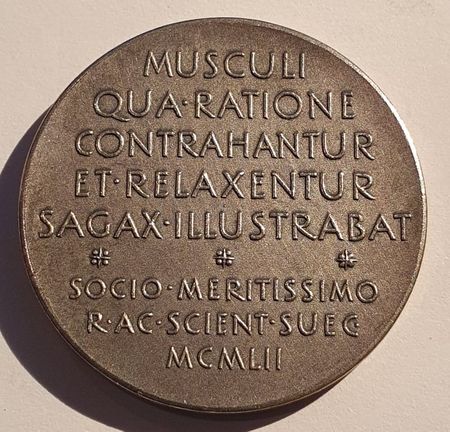 MUSCULI
QUA·RATIONE
CONTRAHANTUR
ET·RELAXENTUR
SAGAX·ILLUSTRABAT
SOCIO·MERITISSIMO
R·AC·SCIENT·SUEC
MCMLII